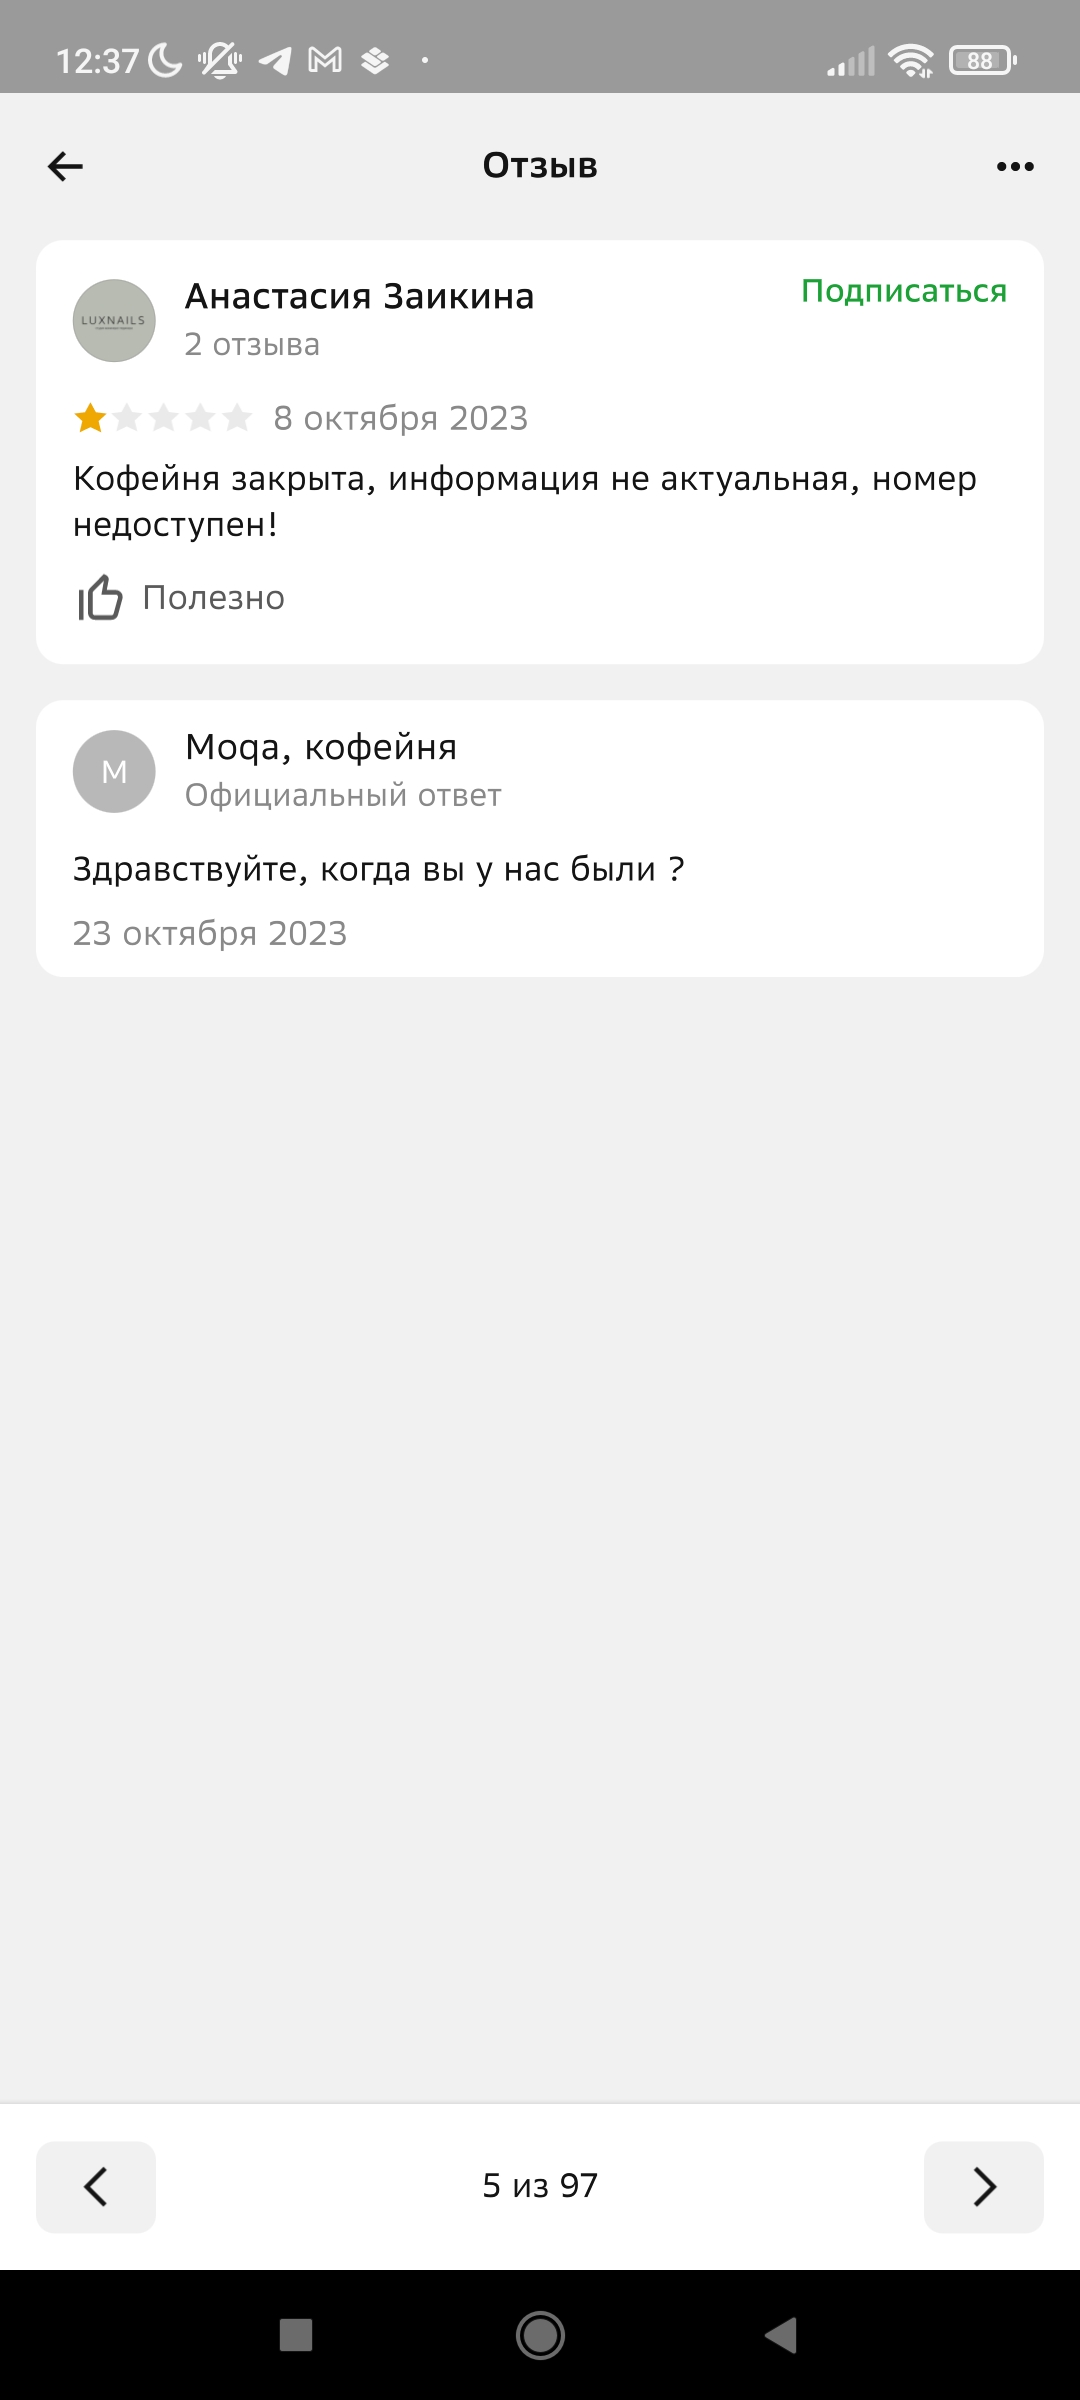 12:37
88
Отзыв
Анастасия Заикина
Подписаться
2 отзыва
LUXNAILS
8 октября 2023
Кофейня закрыта, информация не актуальная, номер
недоступен!
Полезно
M
Moqa, кофейня
Официальный ответ
Здравствуйте, когда вы у нас были ?
23 октября 2023
5 из 97